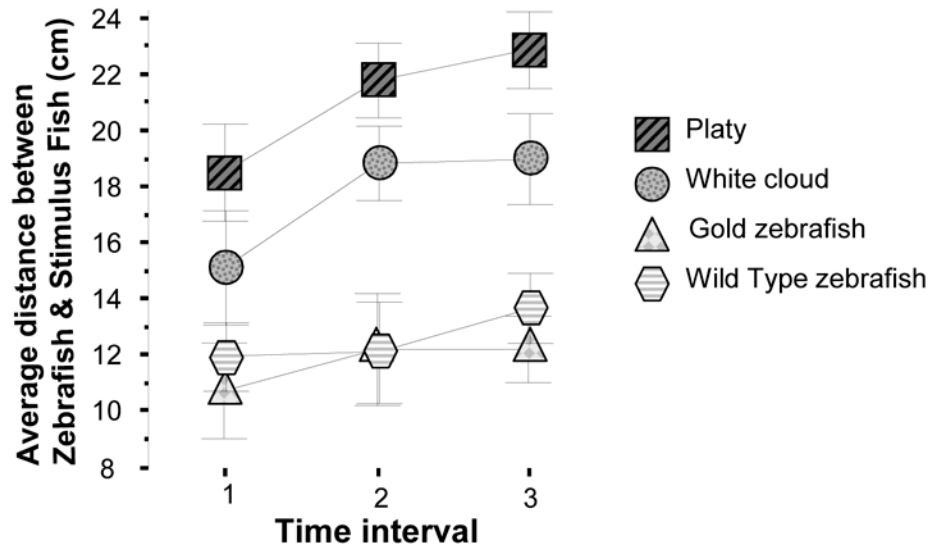 Average distance between
Zebrafish & Stimulus Fish (cm)
24
22
20
18
16
14
12
10
8
1 2 3
Time interval
Platy
White cloud
Gold zebrafish
Wild Type zebrafish